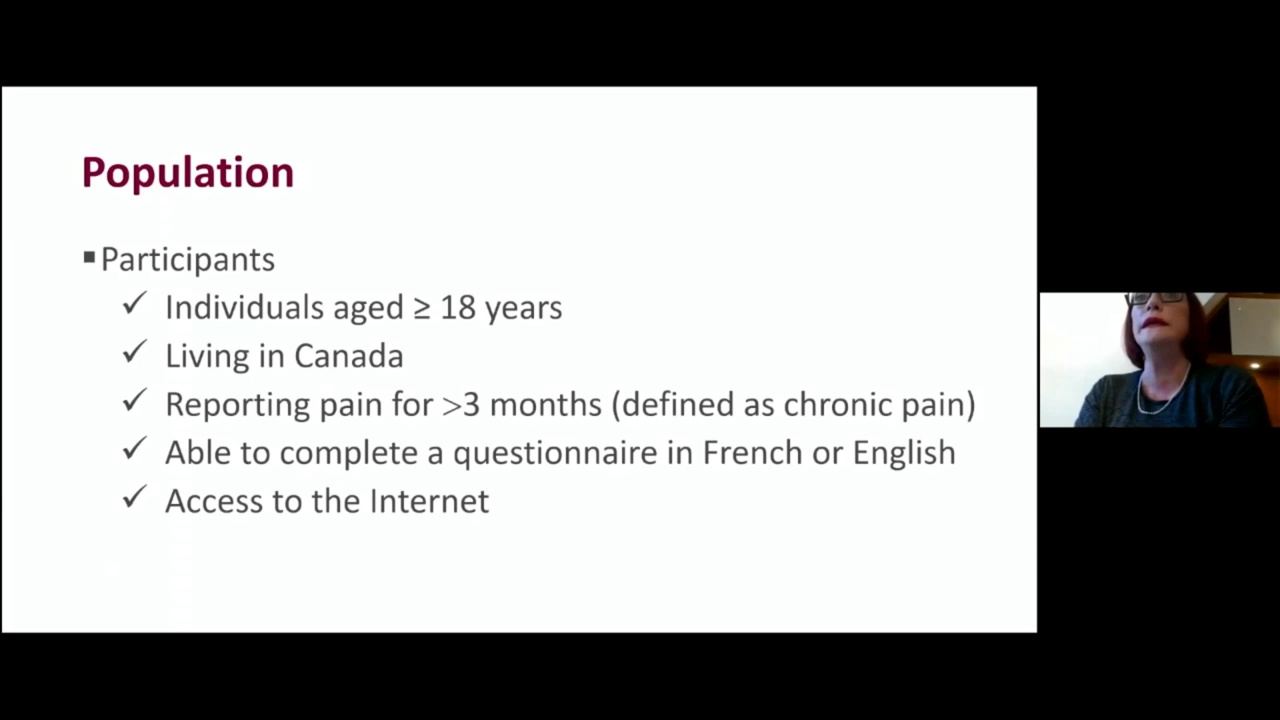 Population
▪Participants
✓ Individuals aged ≥ 18 years
✓ Living in Canada
✓ Reporting pain for >3 months (defined as chronic pain)
✓ Able to complete a questionnaire in French or English
✓ Access to the Internet